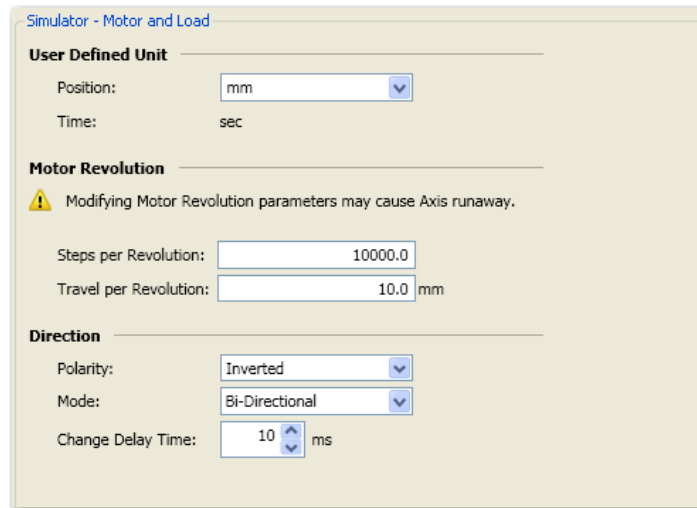 Simulator - Motor and Load
User Defined Unit
Position: mm
Time: sec
Motor Revolution
Modifying Motor Revolution parameters may cause Axis runaway.
Steps per Revolution: 10000.0
Travel per Revolution: 10.0 mm
Direction
Polarity: Inverted
Mode: Bi-Directional
Change Delay Time: 10 ms